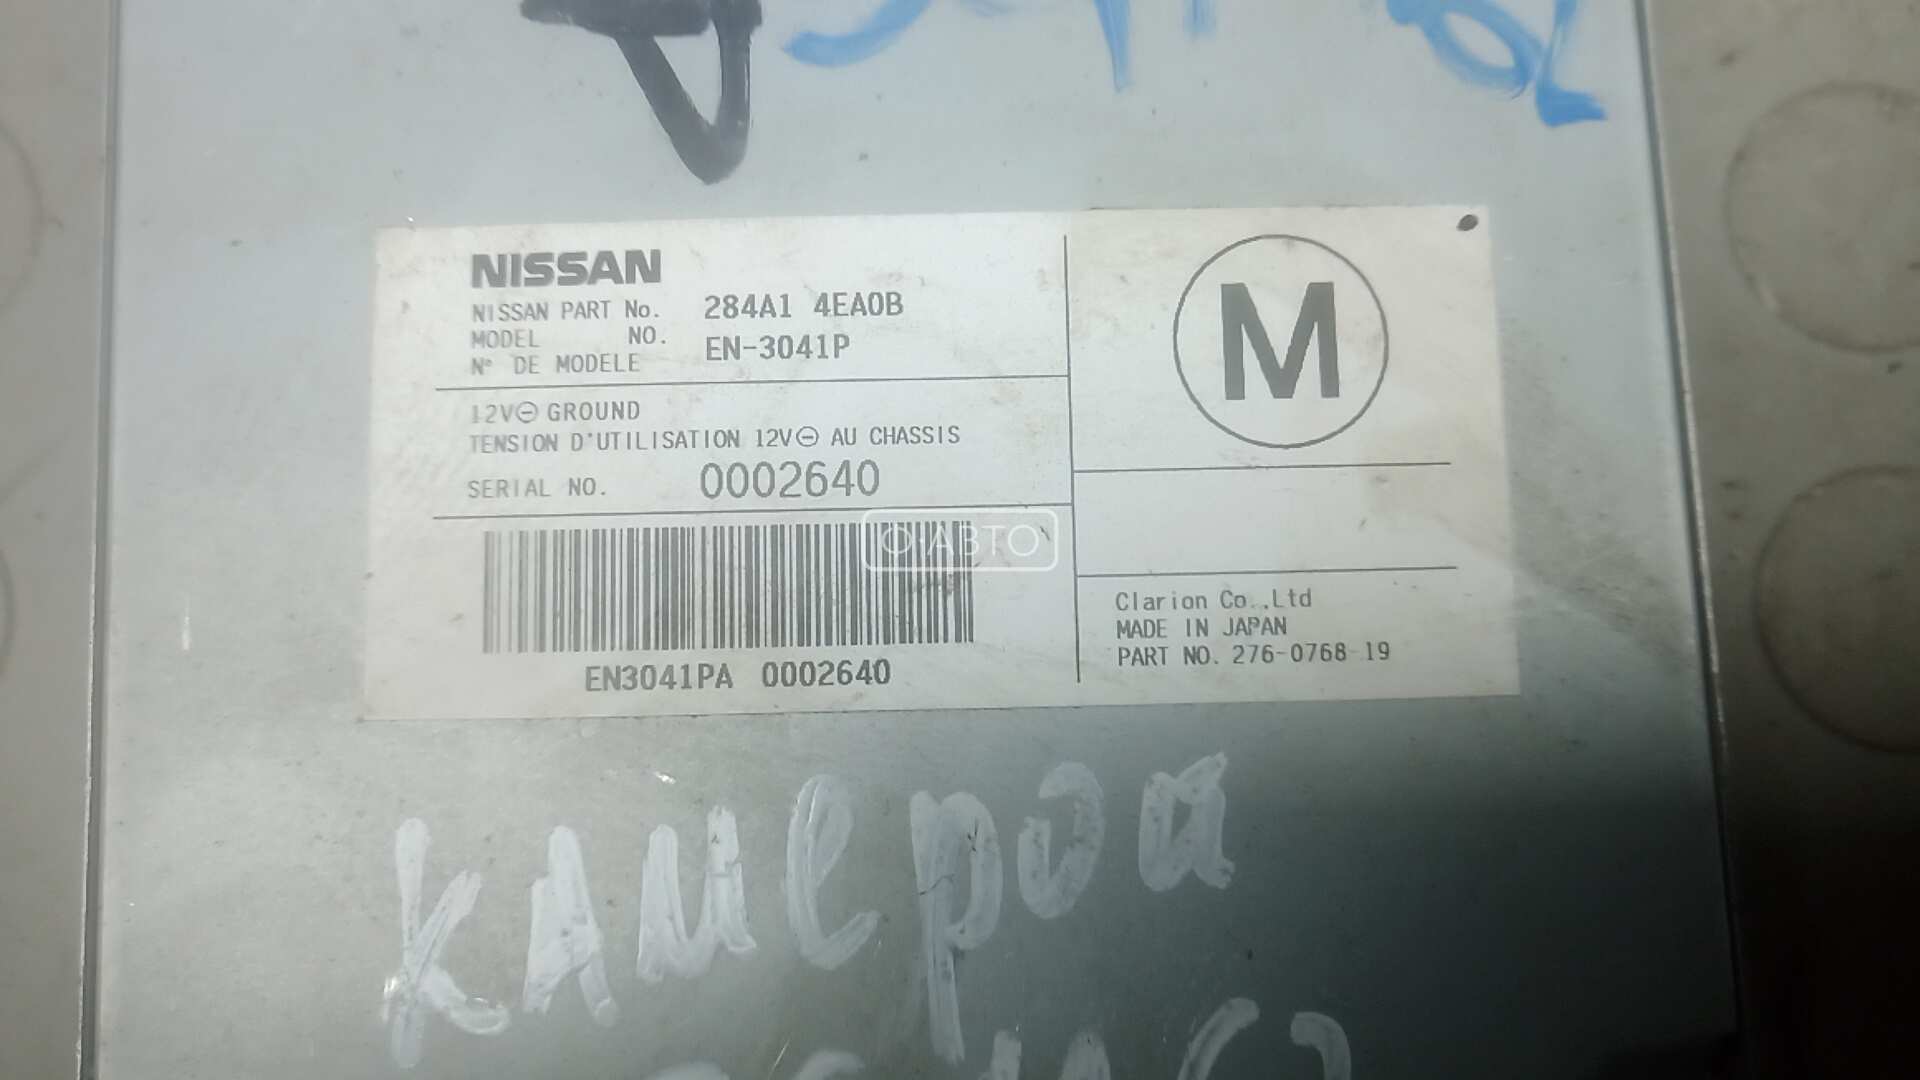 NISSAN
NISSAN PART No. 284A1 4EA0B
MODEL NO. EN-3041P
N° DE MODELE
12V⊖ GROUND
TENSION D'UTILISATION 12V⊖ AU CHASSIS
SERIAL NO. 0002640
EN3041PA 0002640
M
Clarion Co.,Ltd
MADE IN JAPAN
PART NO. 276-0768-19
О·АВТО